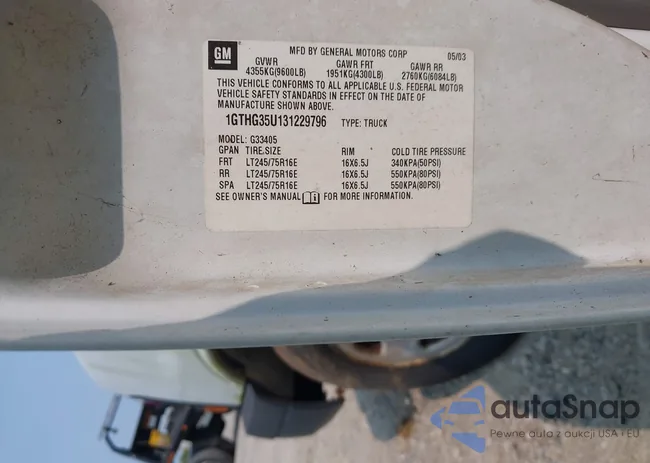 GM
MFD BY GENERAL MOTORS CORP 05/03
GVWR GAWR FRT GAWR RR
4355KG(9600LB) 1951KG(4300LB) 2760KG(6084LB)
THIS VEHICLE CONFORMS TO ALL APPLICABLE U.S. FEDERAL MOTOR
VEHICLE SAFETY STANDARDS IN EFFECT ON THE DATE OF
MANUFACTURE SHOWN ABOVE.
1GTHG35U131229796 TYPE: TRUCK
MODEL: G33405
GPAN TIRE SIZE RIM COLD TIRE PRESSURE
FRT LT245/75R16E 16X6.5J 340KPA(50PSI)
RR LT245/75R16E 16X6.5J 550KPA(80PSI)
SPA LT245/75R16E 16X6.5J 550KPA(80PSI)
SEE OWNER'S MANUAL FOR MORE INFORMATION.
autaSnap
Pewne auta z aukcji USA i EU